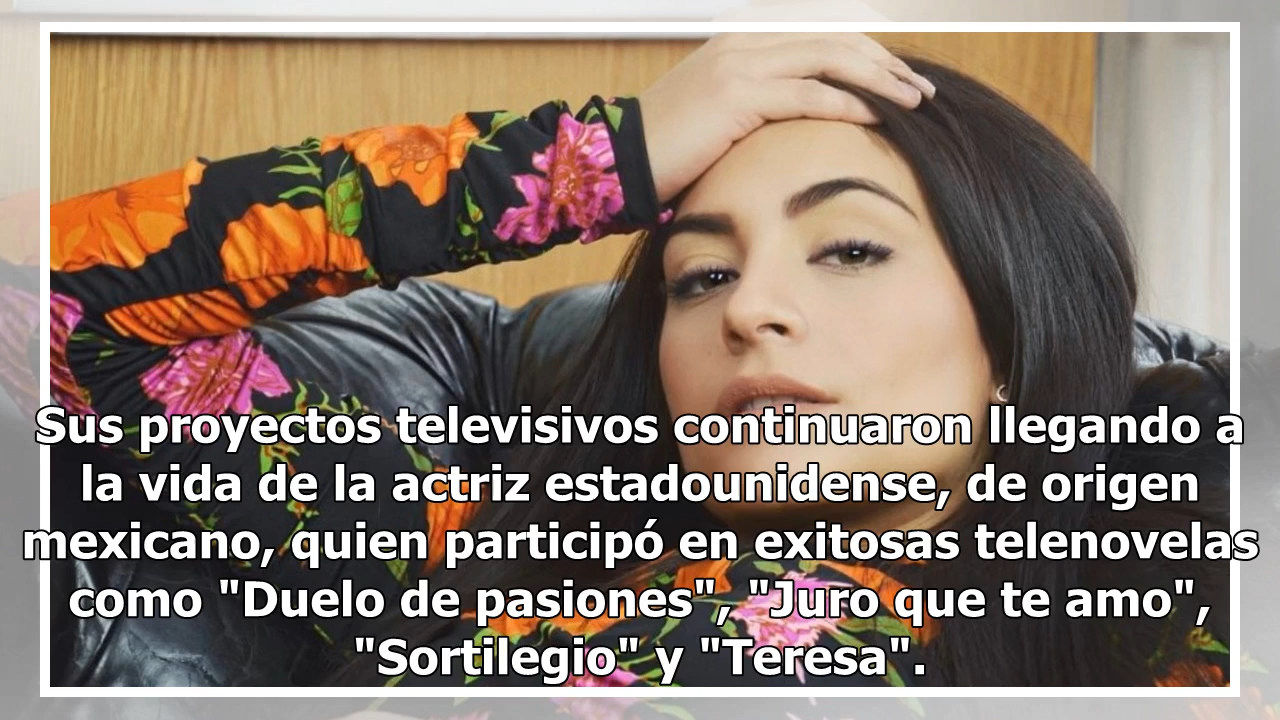 Sus proyectos televisivos continuaron llegando a
la vida de la actriz estadounidense, de origen
mexicano, quien participó en exitosas telenovelas
como "Duelo de pasiones", "Juro que te amo",
"Sortilegio" y "Teresa".